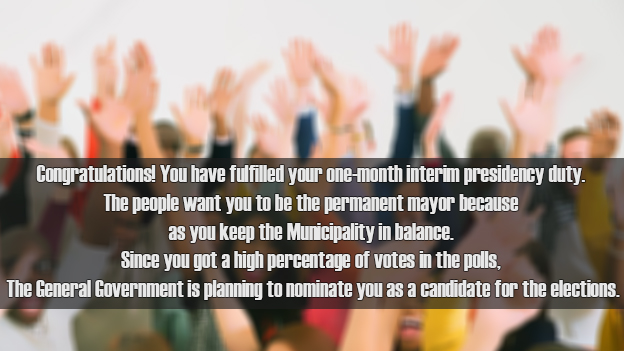 Congratulations! You have fulfilled your one-month interim presidency duty.
The people want you to be the permanent mayor because
as you keep the Municipality in balance.
Since you got a high percentage of votes in the polls,
The General Government is planning to nominate you as a candidate for the elections.